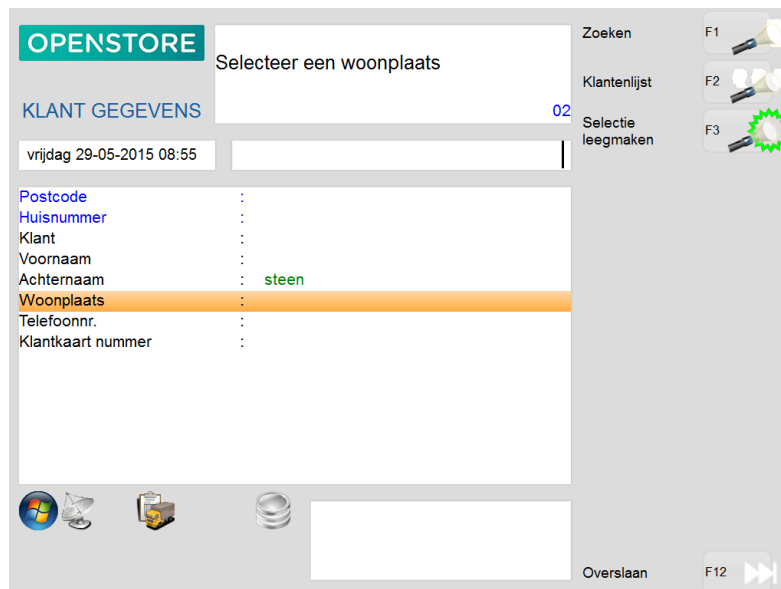 OPENSTORE
KLANT GEGEVENS
Selecteer een woonplaats
02
vrijdag 29-05-2015 08:55
Postcode :
Huisnummer :
Klant :
Voornaam :
Achternaam : steen
Woonplaats :
Telefoonnr. :
Klantkaart nummer :
Zoeken F1
Klantenlijst F2
Selectie
leegmaken F3
Overslaan F12